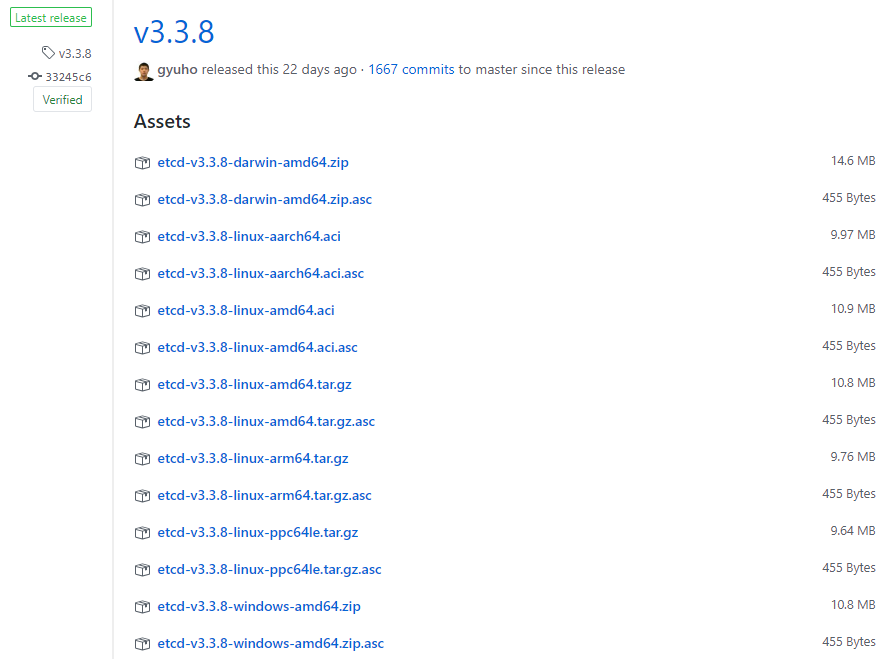 Latest release
v3.3.8
33245c6
Verified
v3.3.8
gyuho released this 22 days ago · 1667 commits to master since this release
Assets
etcd-v3.3.8-darwin-amd64.zip 14.6 MB
etcd-v3.3.8-darwin-amd64.zip.asc 455 Bytes
etcd-v3.3.8-linux-aarch64.aci 9.97 MB
etcd-v3.3.8-linux-aarch64.aci.asc 455 Bytes
etcd-v3.3.8-linux-amd64.aci 10.9 MB
etcd-v3.3.8-linux-amd64.aci.asc 455 Bytes
etcd-v3.3.8-linux-amd64.tar.gz 10.8 MB
etcd-v3.3.8-linux-amd64.tar.gz.asc 455 Bytes
etcd-v3.3.8-linux-arm64.tar.gz 9.76 MB
etcd-v3.3.8-linux-arm64.tar.gz.asc 455 Bytes
etcd-v3.3.8-linux-ppc64le.tar.gz 9.64 MB
etcd-v3.3.8-linux-ppc64le.tar.gz.asc 455 Bytes
etcd-v3.3.8-windows-amd64.zip 10.8 MB
etcd-v3.3.8-windows-amd64.zip.asc 455 Bytes